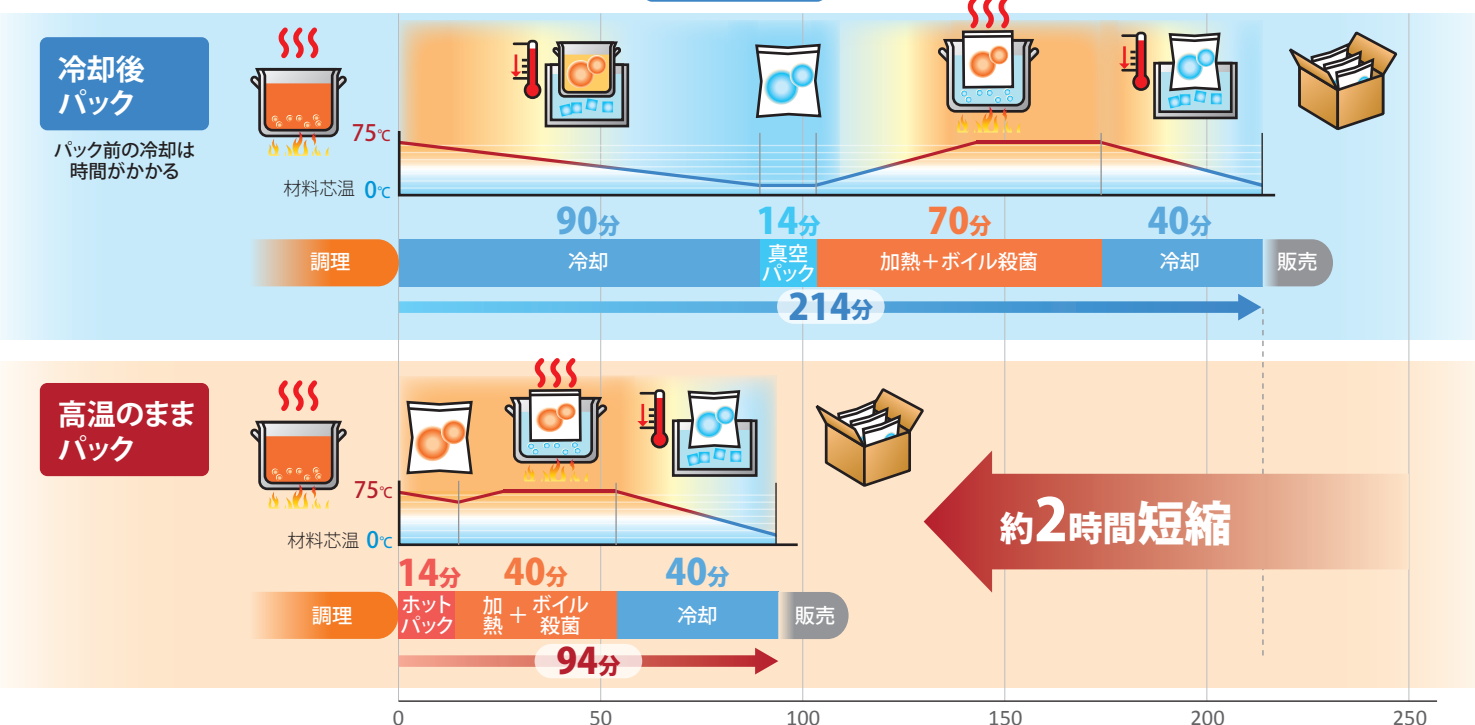 冷却後
パック
パック前の冷却は
時間がかかる
75℃
材料芯温 0℃
90分
14分
70分
40分
調理
冷却
真空
パック
加熱＋ボイル殺菌
冷却
販売
214分
高温のまま
パック
75℃
材料芯温 0℃
約2時間短縮
14分
40分
40分
調理
ホット
パック
加熱
＋
ボイル
殺菌
冷却
販売
94分
0
50
100
150
200
250